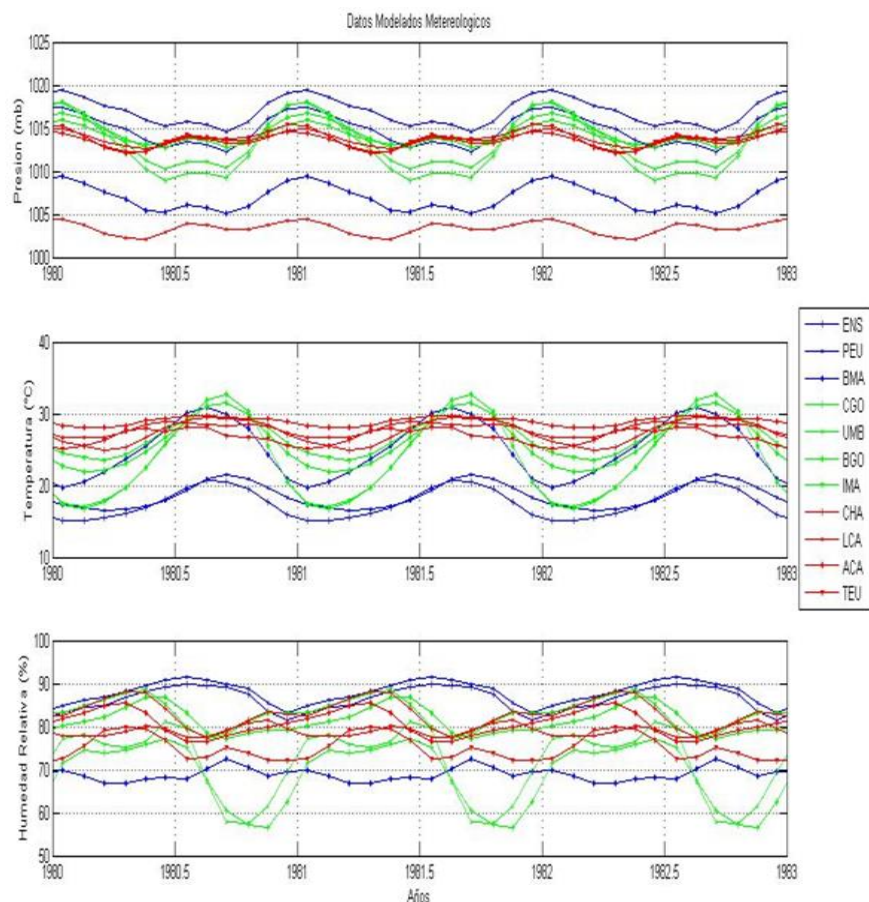 Datos Modelados Metereologicos
1025
1020
1015
1010
1005
1000
Presion (mb)
1980 1980.5 1981 1981.5 1982 1982.5 1983
40
30
20
10
Temperatura (°C)
1980 1980.5 1981 1981.5 1982 1982.5 1983
ENS
PEU
BMA
CGO
UMB
BGO
IMA
CHA
LCA
ACA
TEU
100
90
80
70
60
50
Humedad Relativa (%)
1980 1980.5 1981 1981.5 1982 1982.5 1983
Años